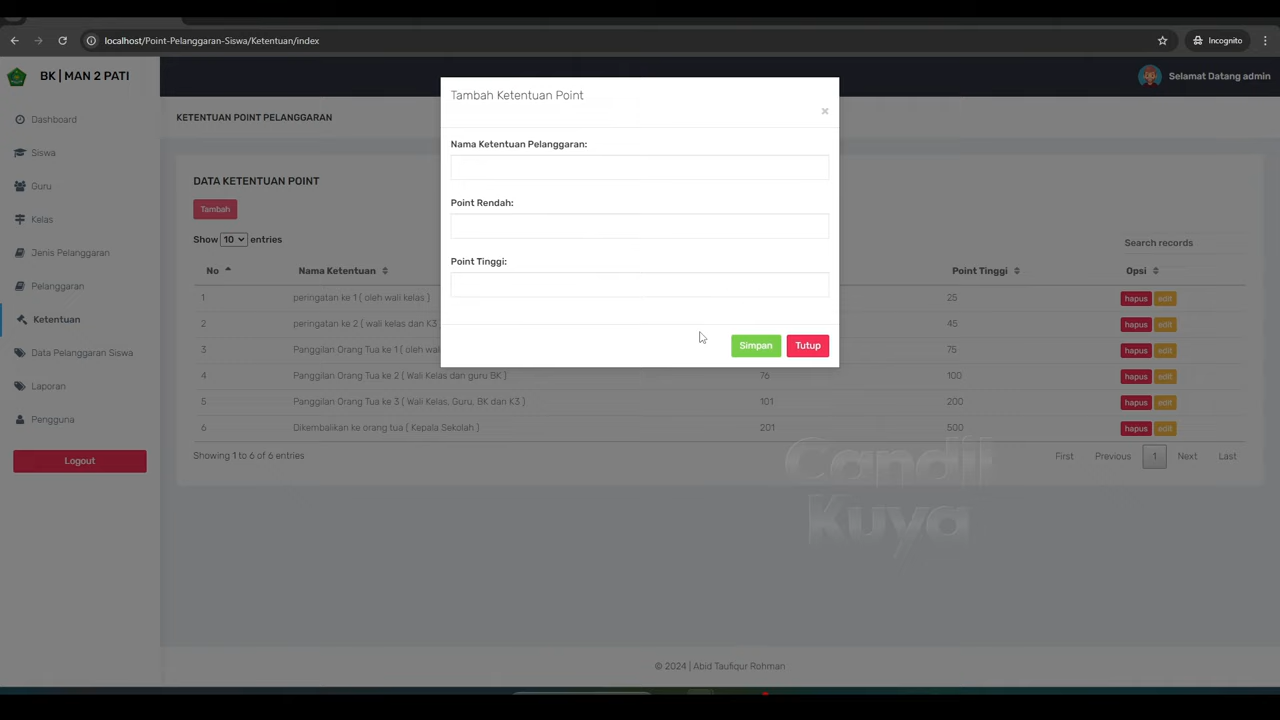 localhost/Point-Pelanggaran-Siswa/Ketentuan/index
Incognito
BK | MAN 2 PATI
Selamat Datang admin
Dashboard
Siswa
Guru
Kelas
Jenis Pelanggaran
Pelanggaran
Ketentuan
Data Pelanggaran Siswa
Laporan
Pengguna
Logout
KETENTUAN POINT PELANGGARAN
DATA KETENTUAN POINT
Tambah
Show 10 entries
Search records
No Nama Ketentuan Point Tinggi Opsi
1 peringatan ke 1 ( oleh wali kelas ) 25 hapus edit
2 peringatan ke 2 ( wali kelas dan K3 45 hapus edit
3 Panggilan Orang Tua ke 1 ( oleh wali 75 hapus edit
4 Panggilan Orang Tua ke 2 ( Wali Kelas dan guru BK ) 76 100 hapus edit
5 Panggilan Orang Tua ke 3 ( Wali Kelas, Guru, BK dan K3 ) 101 200 hapus edit
6 Dikembalikan ke orang tua ( Kepala Sekolah ) 201 500 hapus edit
Showing 1 to 6 of 6 entries
First Previous 1 Next Last
Tambah Ketentuan Point
×
Nama Ketentuan Pelanggaran:
Point Rendah:
Point Tinggi:
Simpan Tutup
Candil
Kuya
© 2024 | Abid Taufiqur Rohman